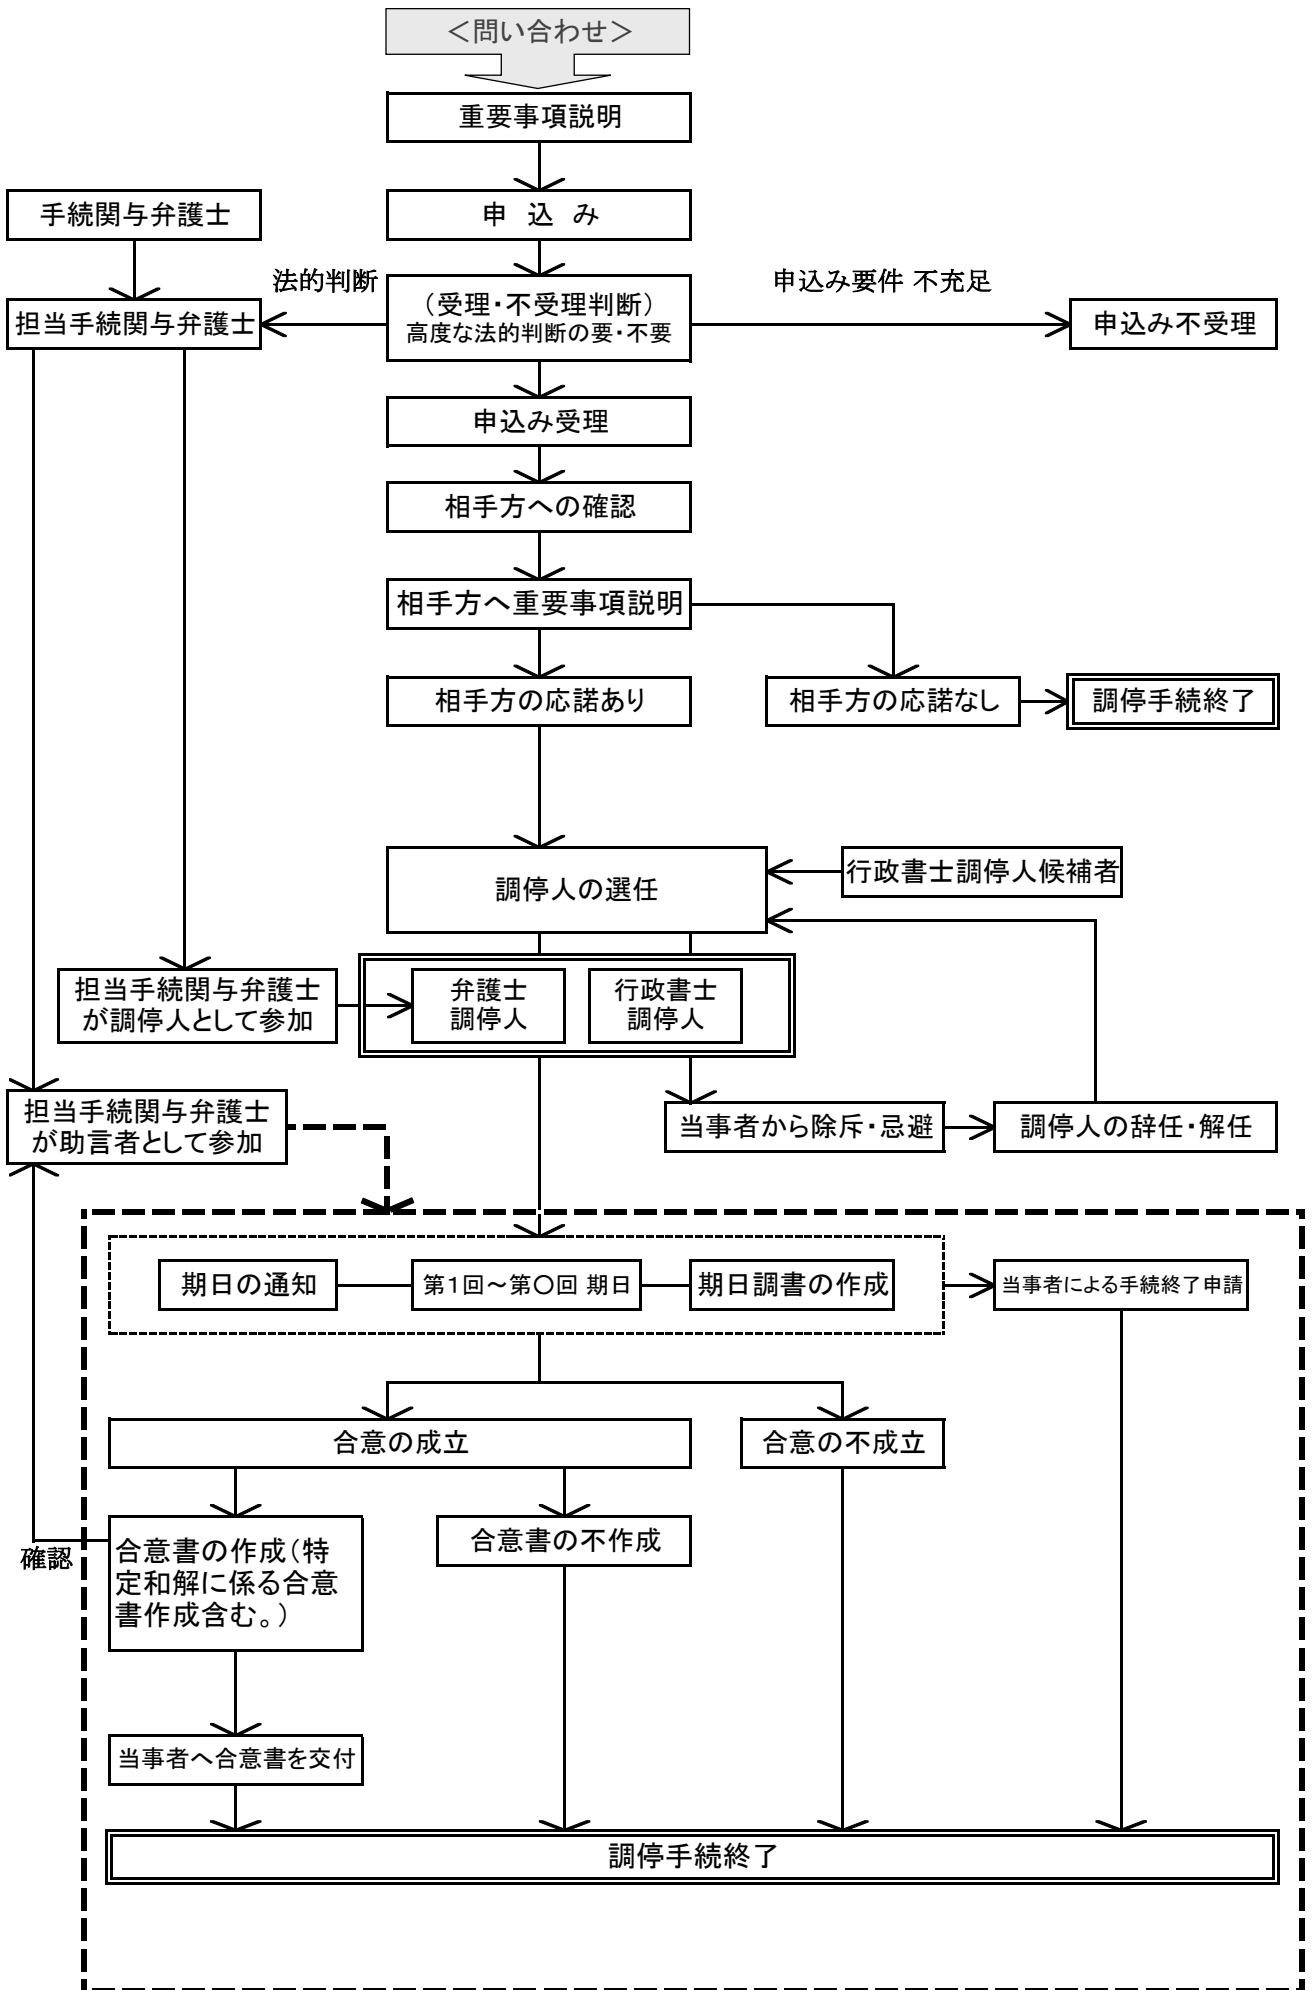 ＜問い合わせ＞
重要事項説明
手続関与弁護士
申　込　み
法的判断
申込み要件 不充足
担当手続関与弁護士
（受理・不受理判断）
高度な法的判断の要・不要
申込み不受理
申込み受理
相手方への確認
相手方へ重要事項説明
相手方の応諾あり
相手方の応諾なし
調停手続終了
調停人の選任
行政書士調停人候補者
担当手続関与弁護士
が調停人として参加
弁護士
調停人
行政書士
調停人
担当手続関与弁護士
が助言者として参加
当事者から除斥・忌避
調停人の辞任・解任
期日の通知
第１回～第〇回 期日
期日調書の作成
当事者による手続終了申請
合意の成立
合意の不成立
確認
合意書の作成（特
定和解に係る合意
書作成含む。）
合意書の不作成
当事者へ合意書を交付
調停手続終了